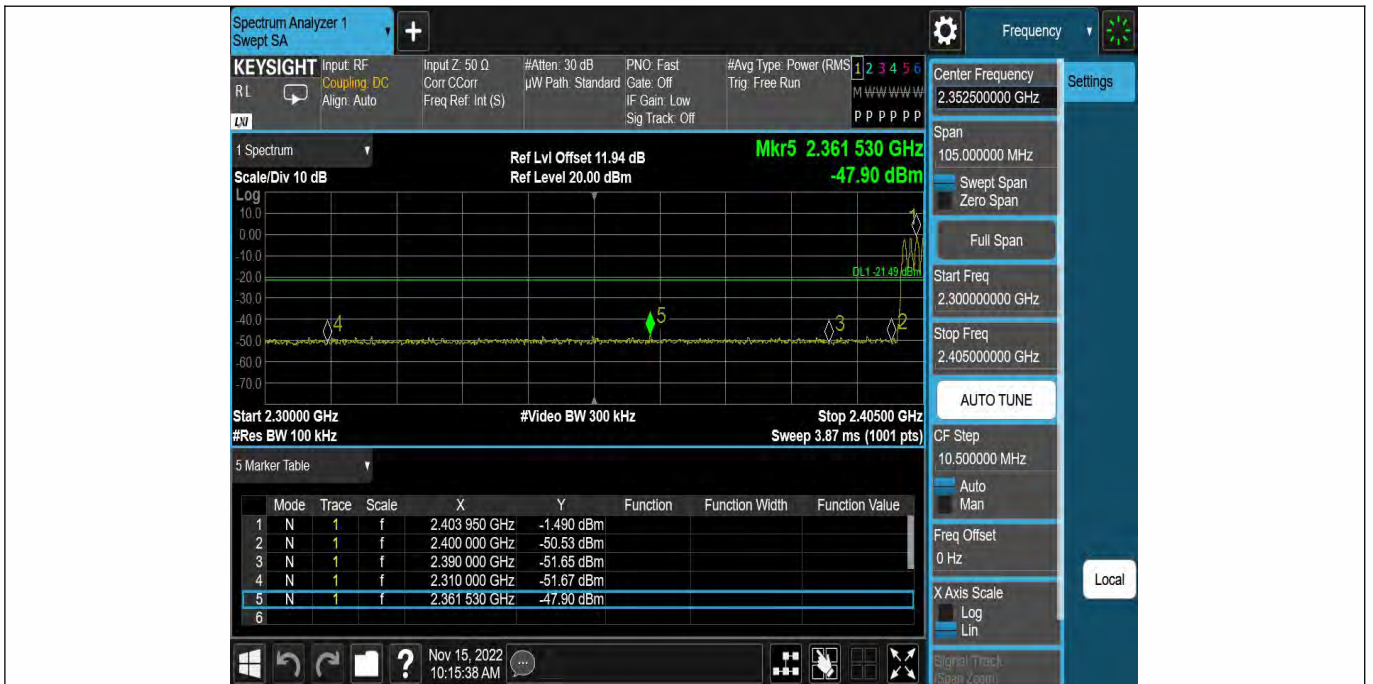 Spectrum Analyzer 1
Swept SA
+
Frequency
KEYSIGHT
RL
LXI
Input: RF
Coupling: DC
Align: Auto
Input Z: 50 Ω
Corr CCorr
Freq Ref: Int (S)
#Atten: 30 dB
µW Path: Standard
PNO: Fast
Gate: Off
IF Gain: Low
Sig Track: Off
#Avg Type: Power (RMS
Trig: Free Run
1 2 3 4 5 6
M W W W W W
P P P P P P
Center Frequency
2.352500000 GHz
Settings
Span
105.000000 MHz
Swept Span
Zero Span
Full Span
Start Freq
2.300000000 GHz
Stop Freq
2.405000000 GHz
AUTO TUNE
CF Step
10.500000 MHz
Auto
Man
Freq Offset
0 Hz
X Axis Scale
Log
Lin
Signal Track
(Span Zoom)
Local
1 Spectrum
Scale/Div 10 dB
Ref Lvl Offset 11.94 dB
Ref Level 20.00 dBm
Mkr5 2.361 530 GHz
-47.90 dBm
Log
10.0
0.00
-10.0
-20.0
-30.0
-40.0
-50.0
-60.0
-70.0
1
DL1 -21.49 dBm
4
5
3
2
Start 2.30000 GHz
#Video BW 300 kHz
Stop 2.40500 GHz
#Res BW 100 kHz
Sweep 3.87 ms (1001 pts)
5 Marker Table
Mode Trace Scale X Y Function Function Width Function Value
1 N 1 f 2.403 950 GHz -1.490 dBm
2 N 1 f 2.400 000 GHz -50.53 dBm
3 N 1 f 2.390 000 GHz -51.65 dBm
4 N 1 f 2.310 000 GHz -51.67 dBm
5 N 1 f 2.361 530 GHz -47.90 dBm
6
?
Nov 15, 2022
10:15:38 AM